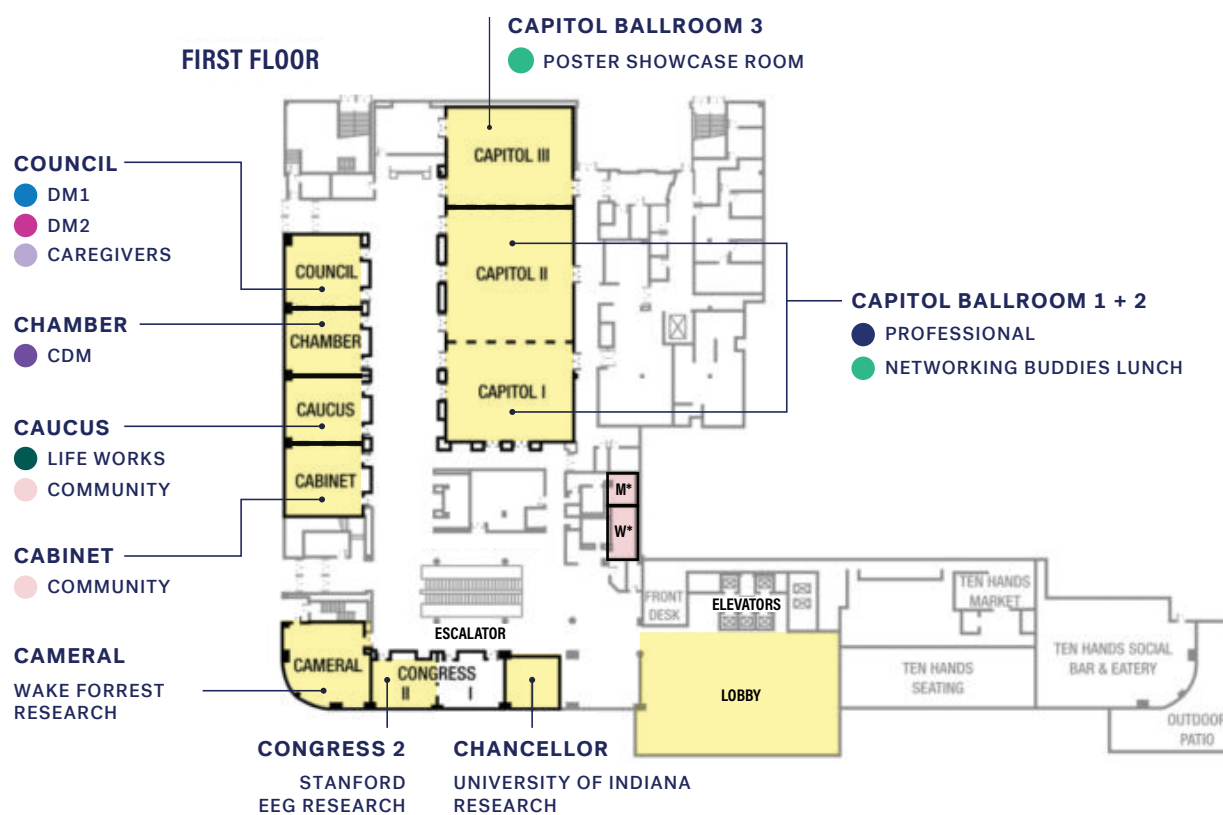 CAPITOL BALLROOM 3
POSTER SHOWCASE ROOM
FIRST FLOOR
COUNCIL
DM1
DM2
CAREGIVERS
CHAMBER
CDM
CAUCUS
LIFE WORKS
COMMUNITY
CABINET
COMMUNITY
CAMERAL
WAKE FORREST
RESEARCH
CAPITOL III
CAPITOL II
CAPITOL I
COUNCIL
CHAMBER
CAUCUS
CABINET
CAPITOL BALLROOM 1 + 2
PROFESSIONAL
NETWORKING BUDDIES LUNCH
M*
W*
FRONT
DESK
ELEVATORS
TEN HANDS
MARKET
ESCALATOR
CAMERAL
CONGRESS
II
I
LOBBY
TEN HANDS
SEATING
TEN HANDS SOCIAL
BAR & EATERY
OUTDOOR
PATIO
CONGRESS 2
STANFORD
EEG RESEARCH
CHANCELLOR
UNIVERSITY OF INDIANA
RESEARCH